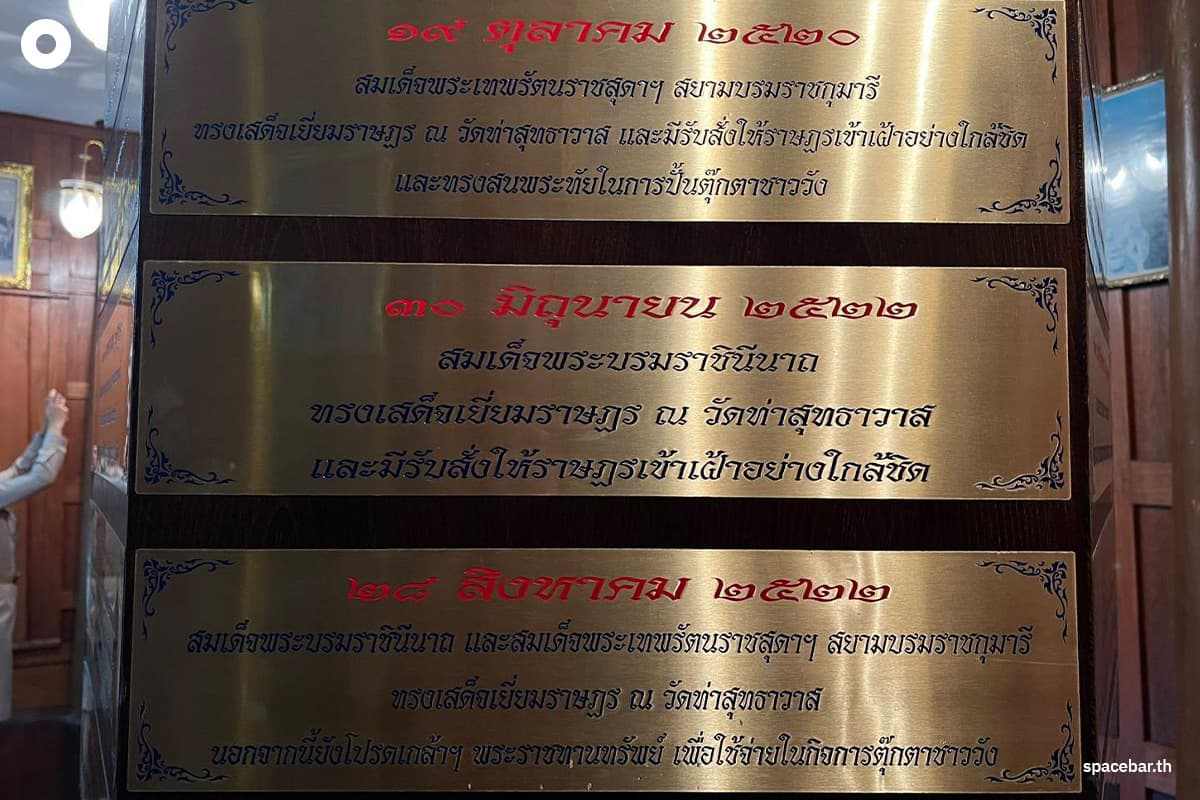 ๑๙ ตุลาคม ๒๕๒๐
สมเด็จพระเทพรัตนราชสุดาฯ สยามบรมราชกุมารี
ทรงเสด็จเยี่ยมราษฎร ณ วัดท่าสุทธาวาส และมีรับสั่งให้ราษฎรเข้าเฝ้าอย่างใกล้ชิด
และทรงสนพระทัยในการปั้นตุ๊กตาชาววัง
๓๐ มิถุนายน ๒๕๒๒
สมเด็จพระบรมราชินีนาถ
ทรงเสด็จเยี่ยมราษฎร ณ วัดท่าสุทธาวาส
และมีรับสั่งให้ราษฎรเข้าเฝ้าอย่างใกล้ชิด
๒๘ สิงหาคม ๒๕๒๒
สมเด็จพระบรมราชินีนาถ และสมเด็จพระเทพรัตนราชสุดาฯ สยามบรมราชกุมารี
ทรงเสด็จเยี่ยมราษฎร ณ วัดท่าสุทธาวาส
นอกจากนี้ยังโปรดเกล้าฯ พระราชทานทรัพย์ เพื่อใช้จ่ายในกิจการตุ๊กตาชาววัง
spacebar.th